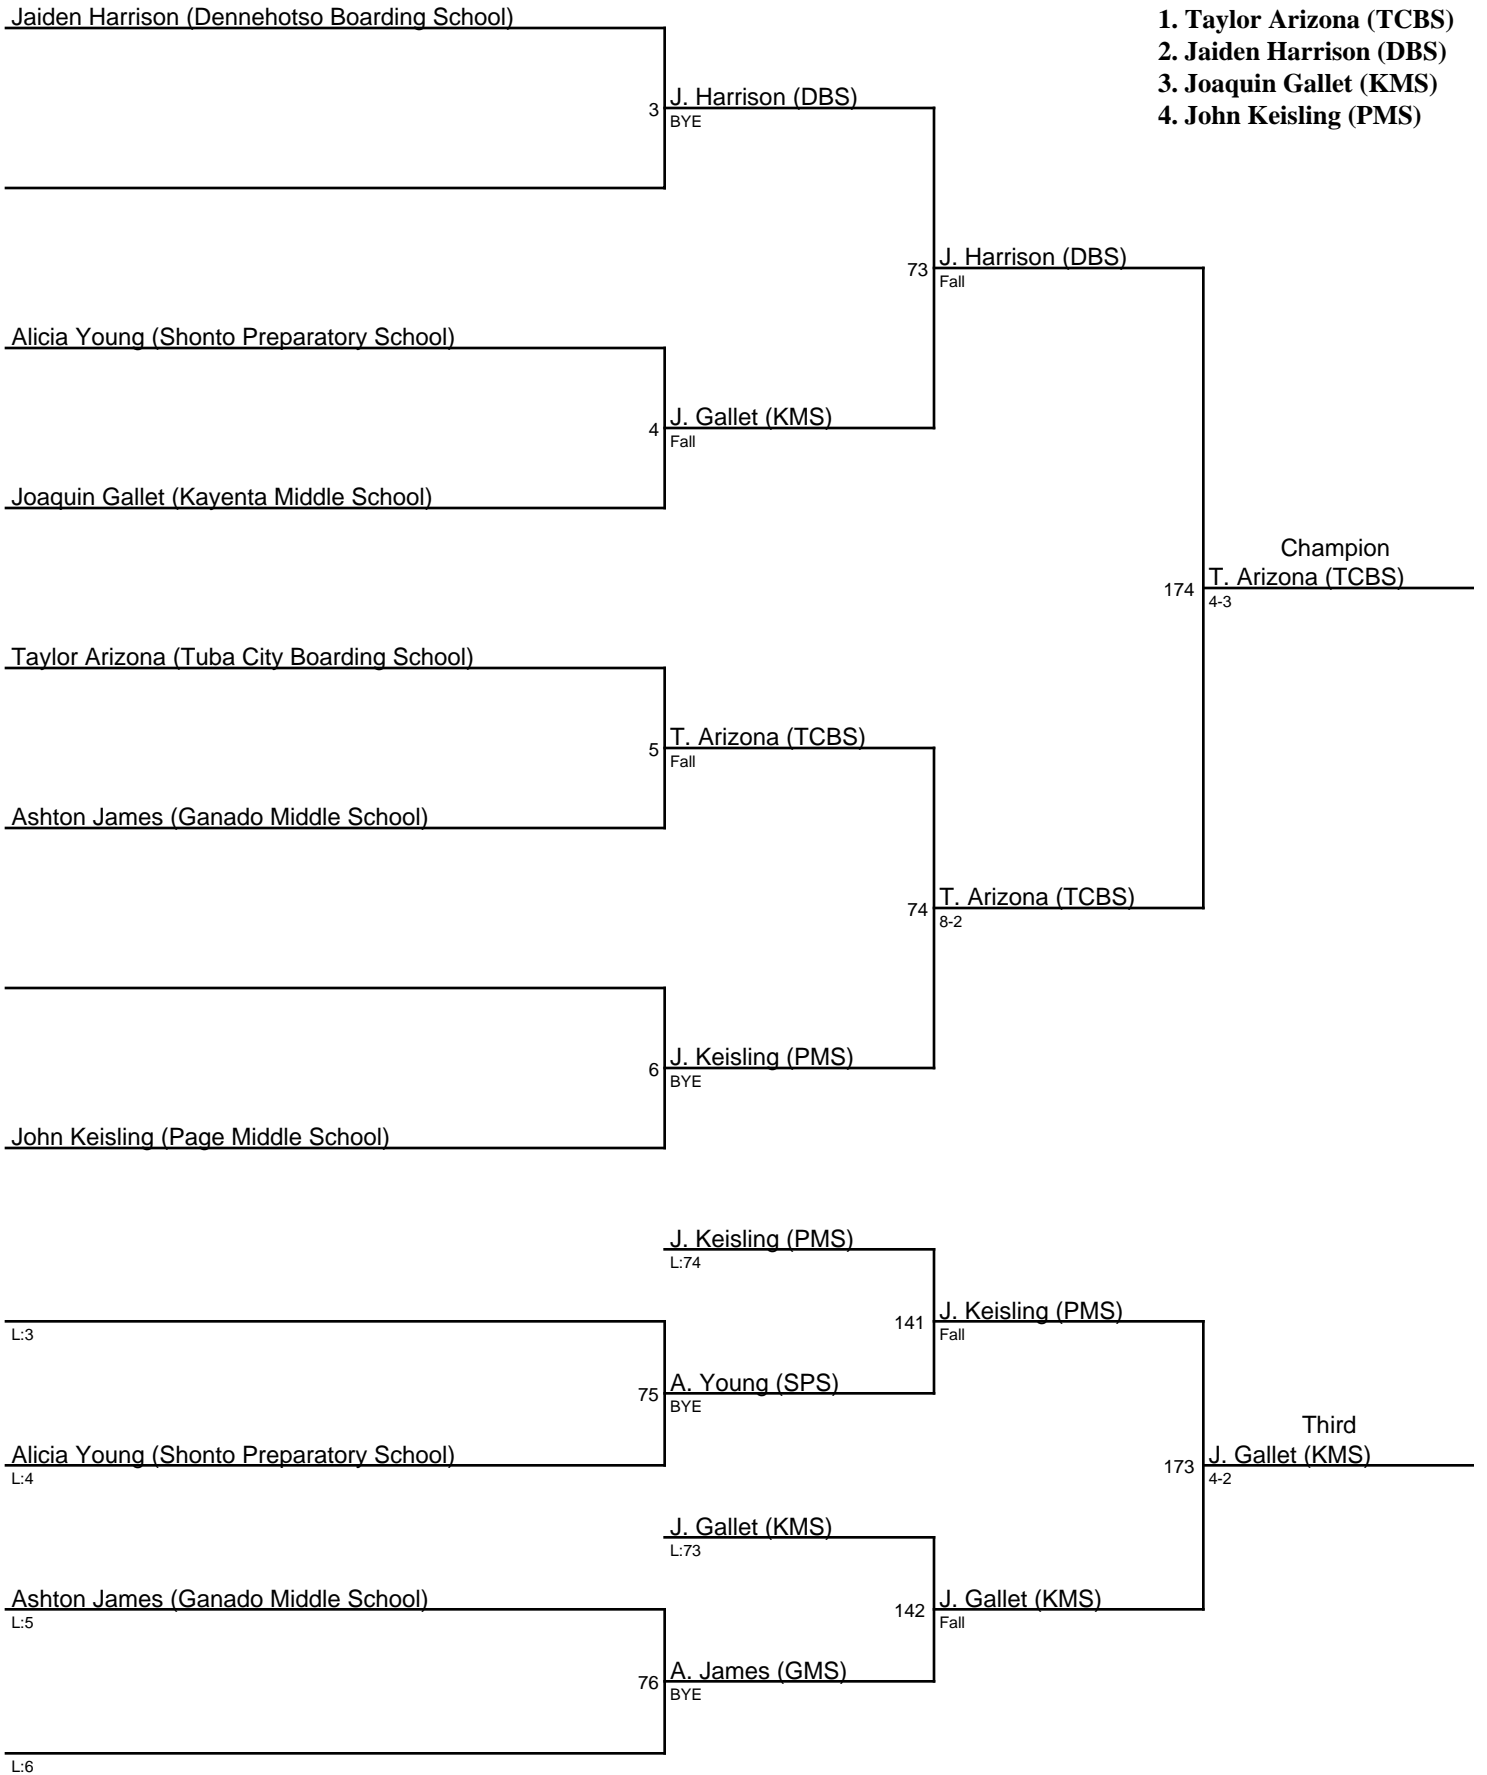 Jaiden Harrison (Dennehotso Boarding School)
1. Taylor Arizona (TCBS)
2. Jaiden Harrison (DBS)
3. Joaquin Gallet (KMS)
4. John Keisling (PMS)
3
J. Harrison (DBS)
BYE
73
J. Harrison (DBS)
Fall
Alicia Young (Shonto Preparatory School)
4
J. Gallet (KMS)
Fall
Joaquin Gallet (Kayenta Middle School)
Champion
174
T. Arizona (TCBS)
4-3
Taylor Arizona (Tuba City Boarding School)
5
T. Arizona (TCBS)
Fall
Ashton James (Ganado Middle School)
74
T. Arizona (TCBS)
8-2
6
J. Keisling (PMS)
BYE
John Keisling (Page Middle School)
J. Keisling (PMS)
L:74
L:3
141
J. Keisling (PMS)
Fall
75
A. Young (SPS)
BYE
Alicia Young (Shonto Preparatory School)
L:4
Third
173
J. Gallet (KMS)
4-2
J. Gallet (KMS)
L:73
Ashton James (Ganado Middle School)
L:5
142
J. Gallet (KMS)
Fall
76
A. James (GMS)
BYE
L:6